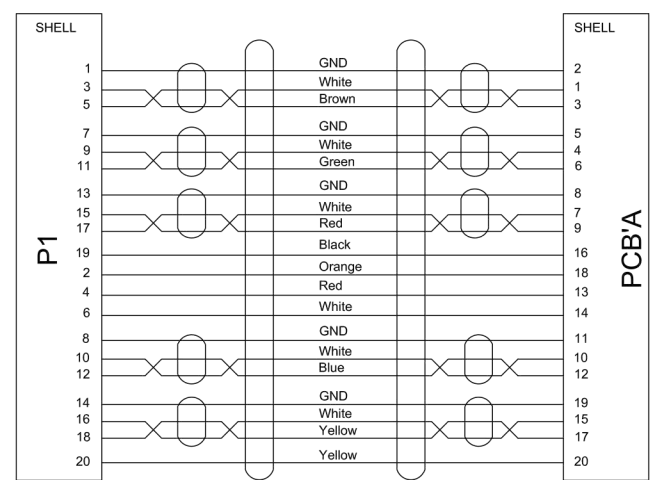 SHELL SHELL
1 GND 2
3 White 1
5 Brown 3
7 GND 5
9 White 4
11 Green 6
13 GND 8
15 White 7
17 Red 9
19 Black 16
2 Orange 18
4 Red 13
6 White 14
8 GND 11
10 White 10
12 Blue 12
14 GND 19
16 White 15
18 Yellow 17
20 Yellow 20
P1
PCB'A